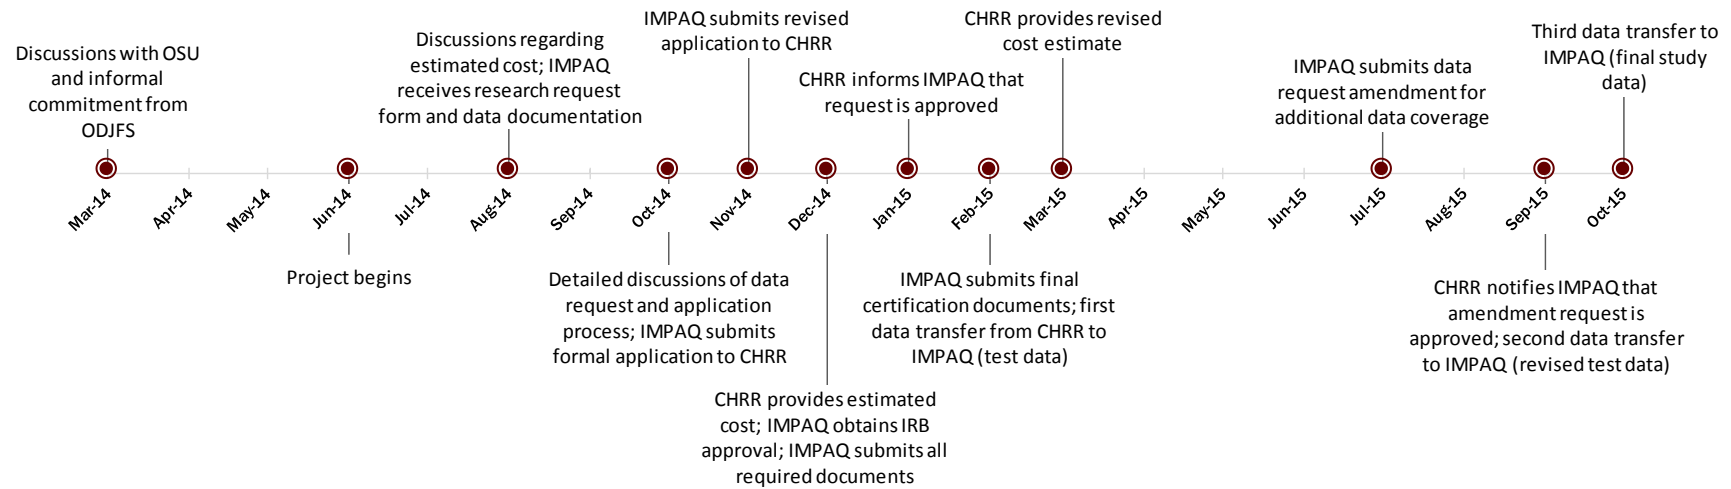 Discussions with OSU
and informal
commitment from
ODJFS
Discussions regarding
estimated cost; IMPAQ
receives research request
form and data documentation
IMPAQ submits revised
application to CHRR
CHRR informs IMPAQ that
request is approved
CHRR provides revised
cost estimate
IMPAQ submits data
request amendment for
additional data coverage
Third data transfer to
IMPAQ (final study
data)
Mar-14
Apr-14
May-14
Jun-14
Jul-14
Aug-14
Sep-14
Oct-14
Nov-14
Dec-14
Jan-15
Feb-15
Mar-15
Apr-15
May-15
Jun-15
Jul-15
Aug-15
Sep-15
Oct-15
Project begins
Detailed discussions of data
request and application
process; IMPAQ submits
formal application to CHRR
CHRR provides estimated
cost; IMPAQ obtains IRB
approval; IMPAQ submits all
required documents
IMPAQ submits final
certification documents; first
data transfer from CHRR to
IMPAQ (test data)
CHRR notifies IMPAQ that
amendment request is
approved; second data transfer
to IMPAQ (revised test data)